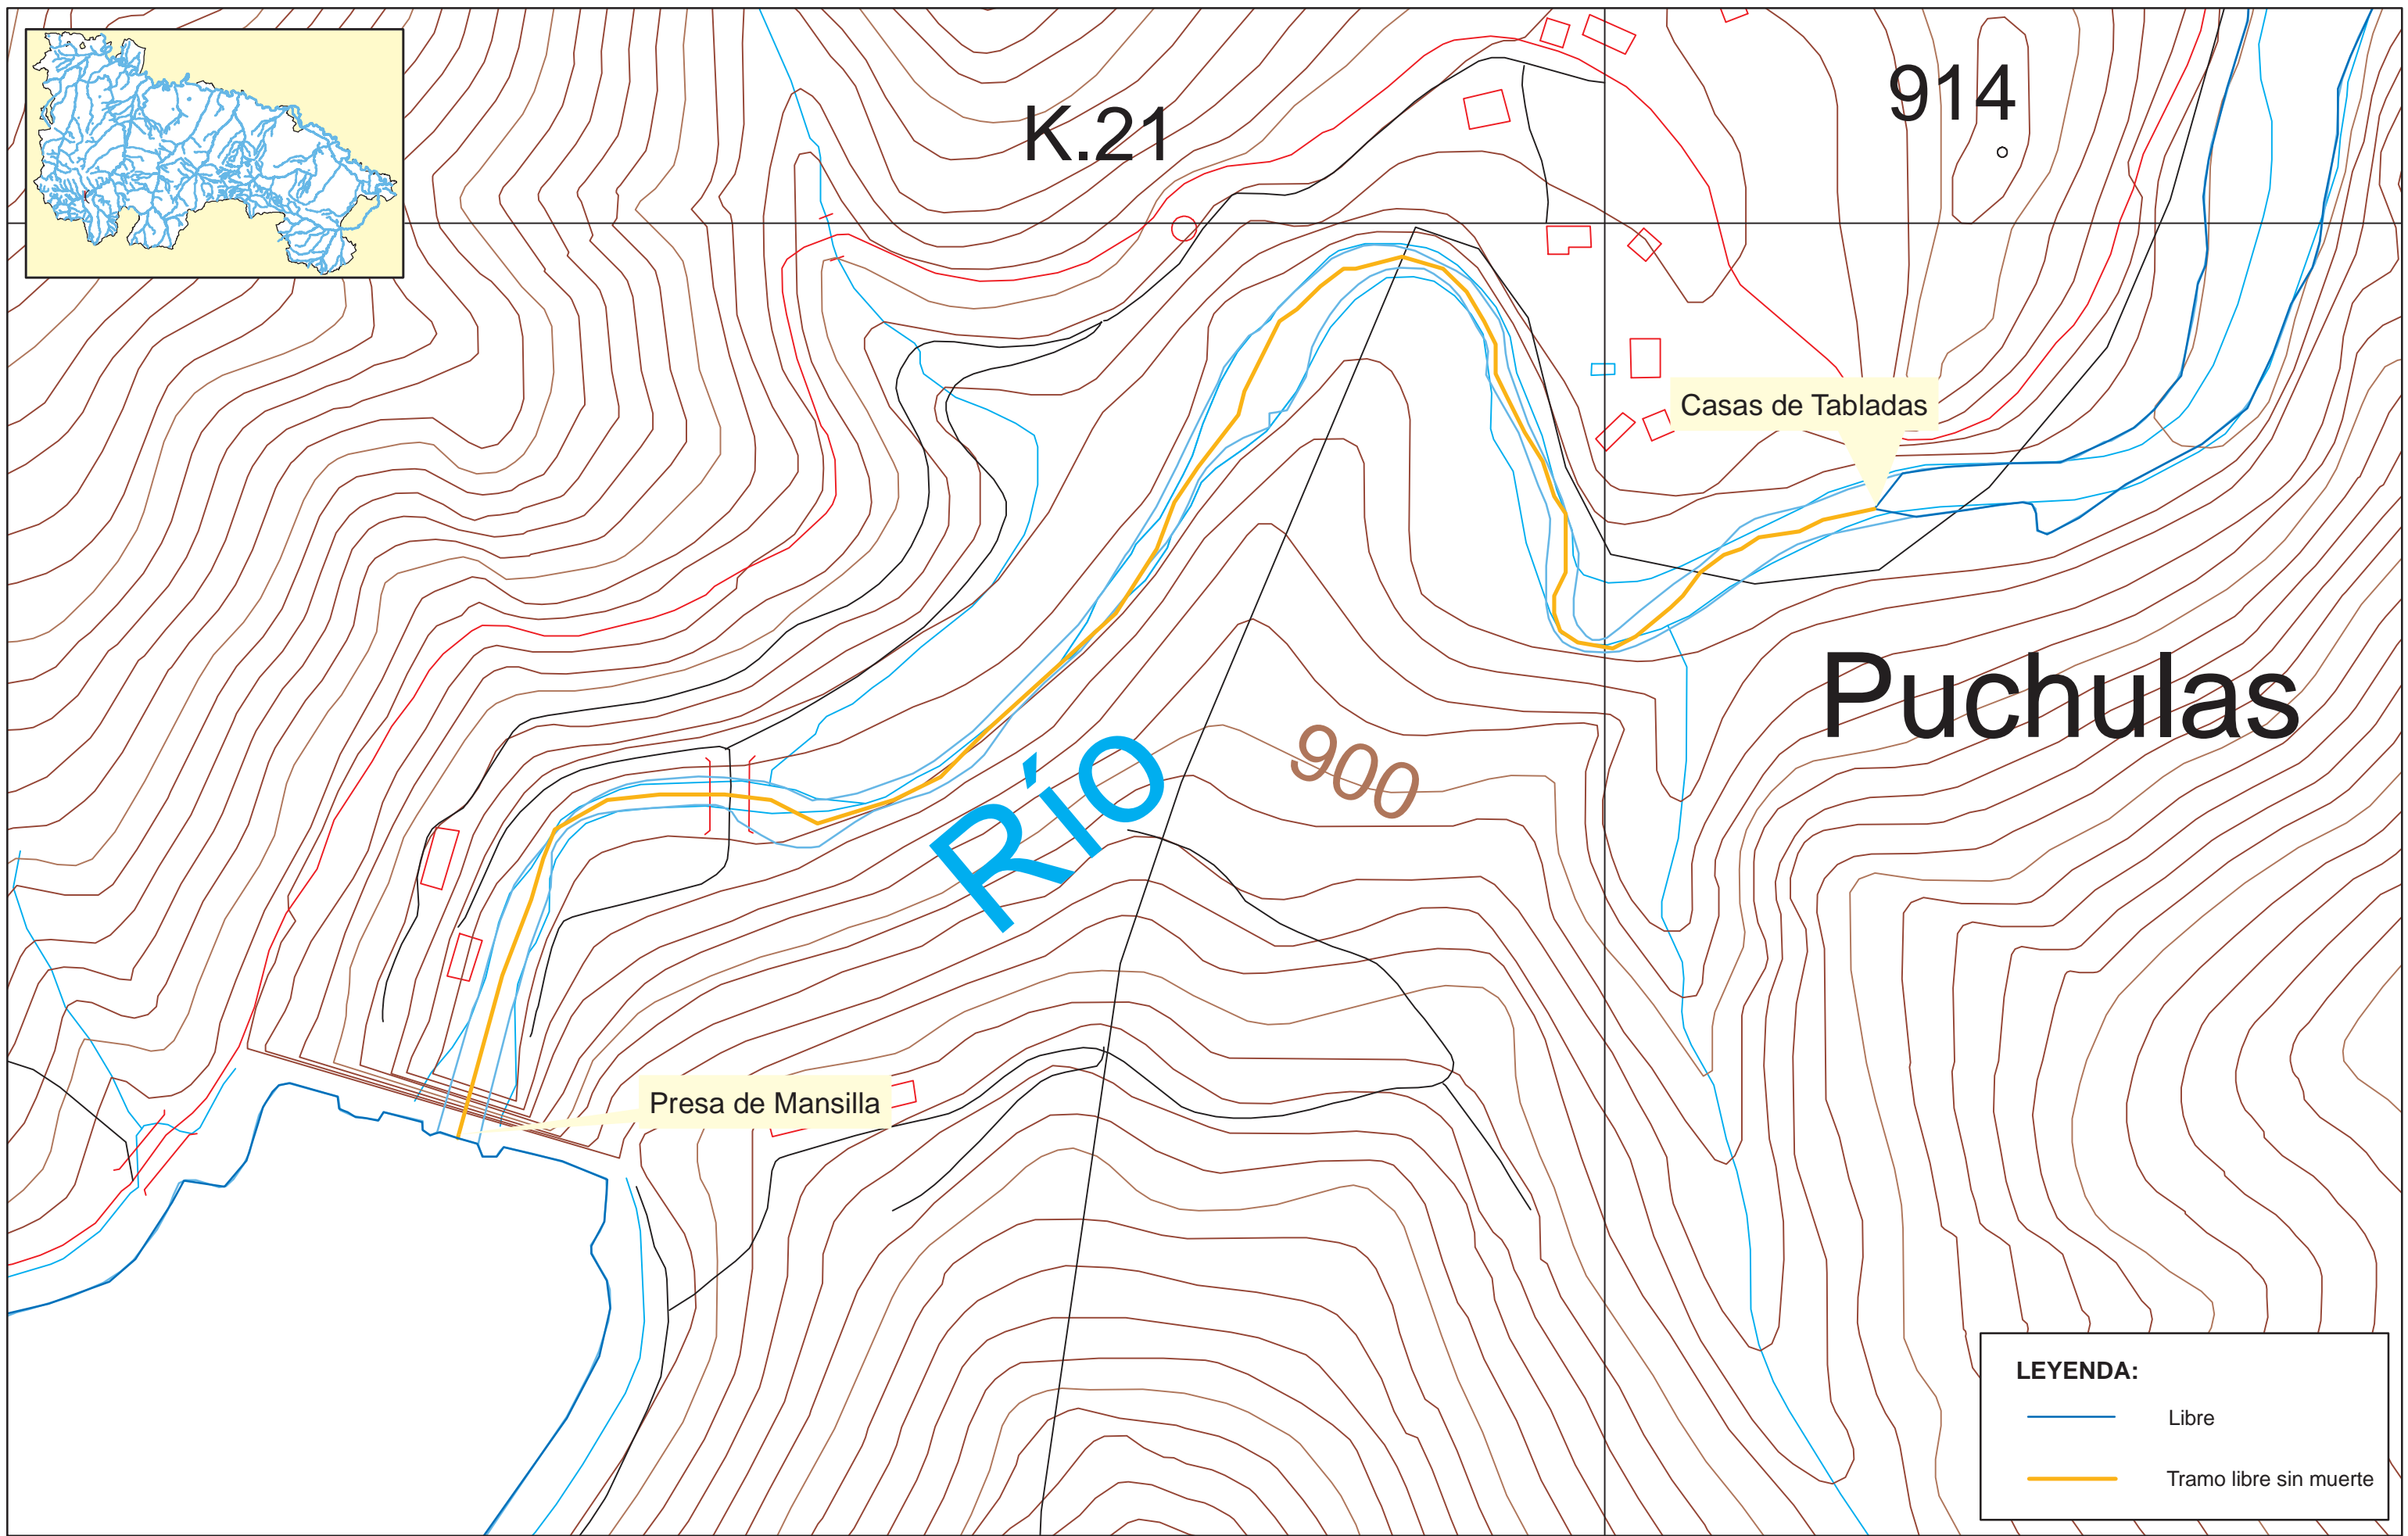 K.21
914
Casas de Tabladas
Puchulas
RÍO
900
Presa de Mansilla
LEYENDA:
Libre
Tramo libre sin muerte